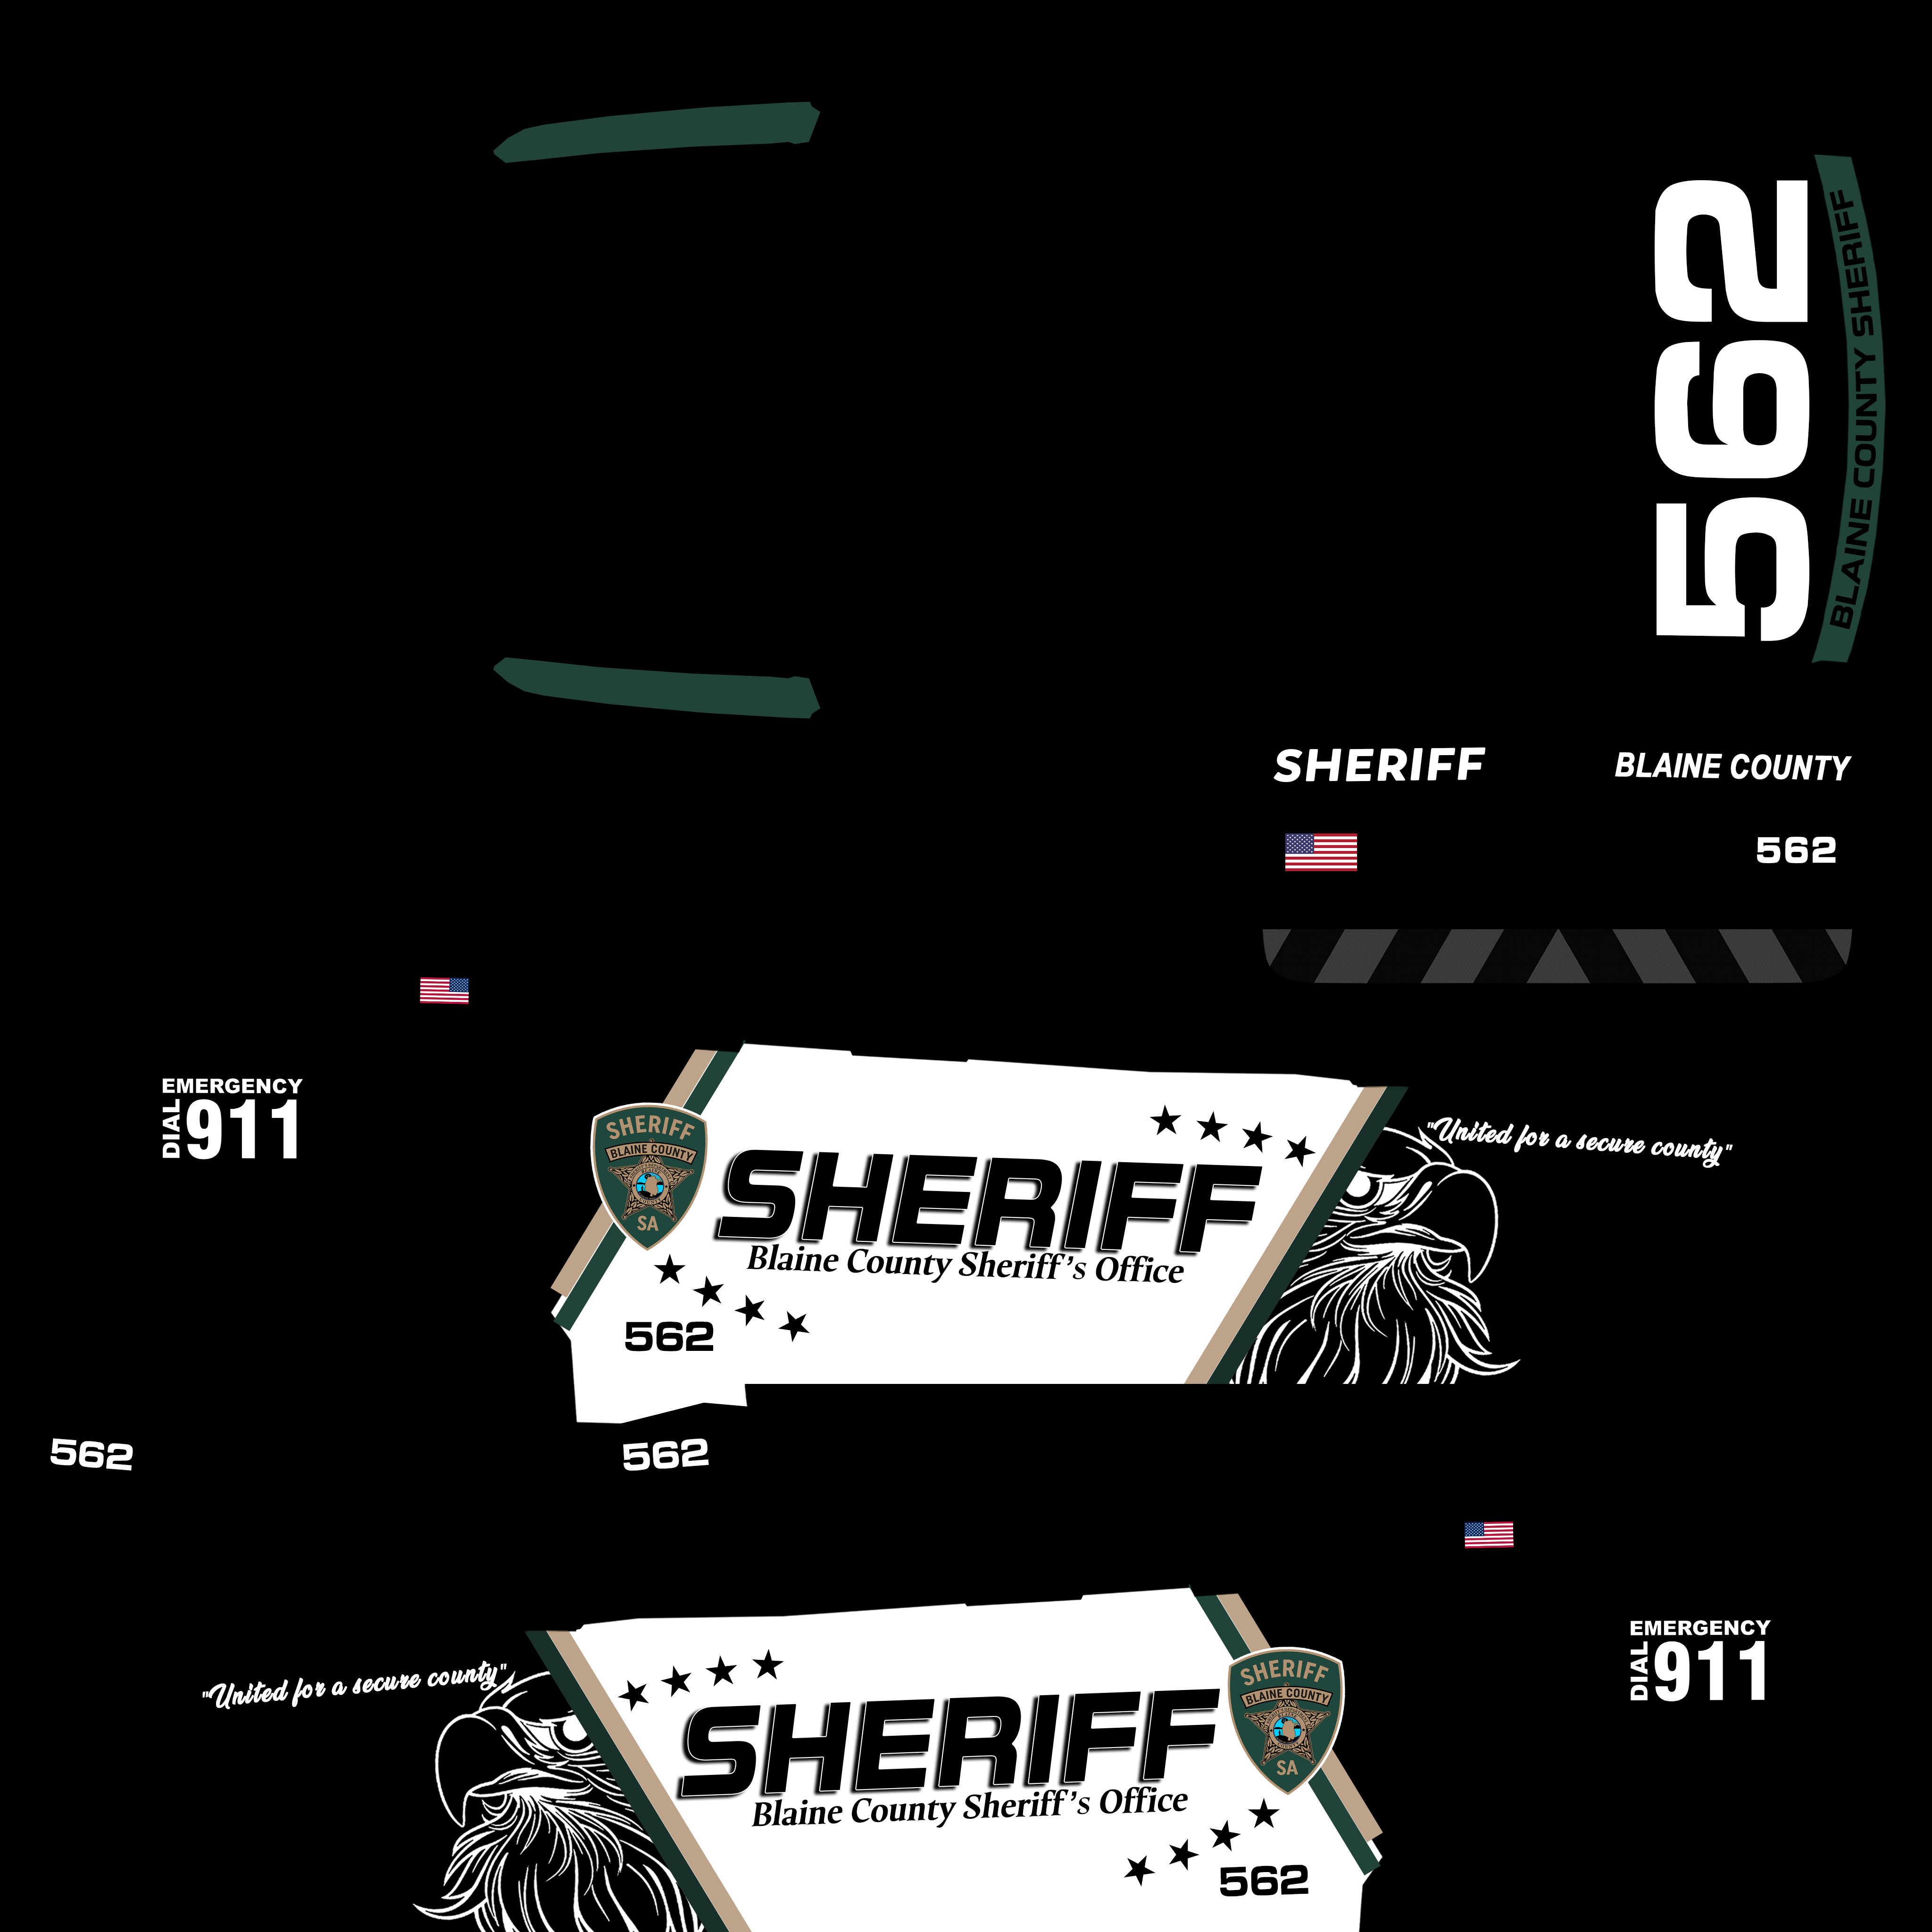 562
BLAINE COUNTY SHERIFF
SHERIFF
BLAINE COUNTY
562
EMERGENCY
DIAL
911
SHERIFF
BLAINE COUNTY
SA
SHERIFF
Blaine County Sheriff's Office
562
"United for a secure county"
562
562
"United for a secure county"
SHERIFF
Blaine County Sheriff's Office
SHERIFF
BLAINE COUNTY
SA
562
EMERGENCY
DIAL
911